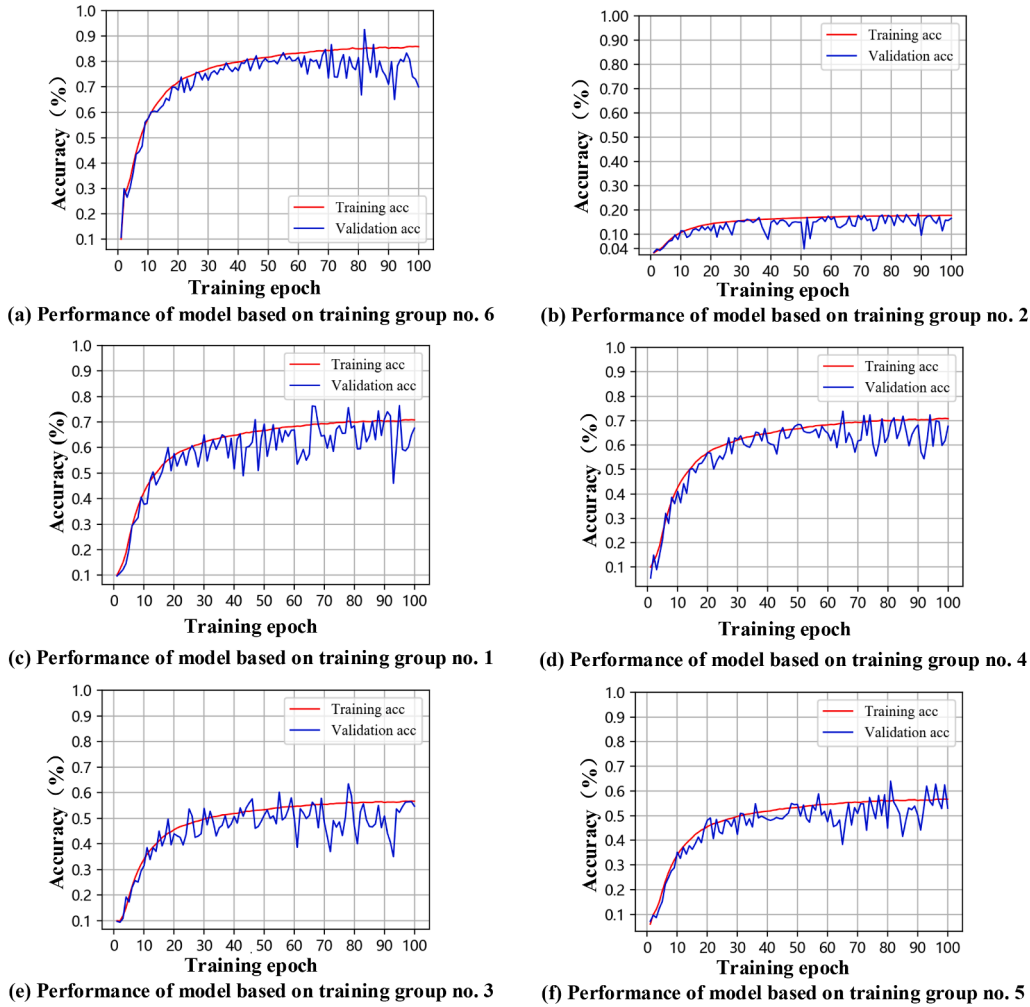 1.0
0.9
0.8
0.7
0.6
0.5
0.4
0.3
0.2
0.1
Accuracy（%）
Training acc
Validation acc
0 10 20 30 40 50 60 70 80 90 100
Training epoch
(a) Performance of model based on training group no. 6
1.00
0.90
0.80
0.70
0.60
0.50
0.40
0.30
0.20
0.10
0.04
Accuracy（%）
Training acc
Validation acc
0 10 20 30 40 50 60 70 80 90 100
Training epoch
(b) Performance of model based on training group no. 2
1.0
0.9
0.8
0.7
0.6
0.5
0.4
0.3
0.2
0.1
Accuracy (%)
Training acc
Validation acc
0 10 20 30 40 50 60 70 80 90 100
Training epoch
(c) Performance of model based on training group no. 1
1.0
0.9
0.8
0.7
0.6
0.5
0.4
0.3
0.2
0.1
Accuracy（%）
Training acc
Validation acc
0 10 20 30 40 50 60 70 80 90 100
Training epoch
(d) Performance of model based on training group no. 4
1.0
0.9
0.8
0.7
0.6
0.5
0.4
0.3
0.2
0.1
Accuracy（%）
Training acc
Validation acc
0 10 20 30 40 50 60 70 80 90 100
Training epoch
(e) Performance of model based on training group no. 3
1.0
0.9
0.8
0.7
0.6
0.5
0.4
0.3
0.2
0.1
Accuracy（%）
Training acc
Validation acc
0 10 20 30 40 50 60 70 80 90 100
Training epoch
(f) Performance of model based on training group no. 5